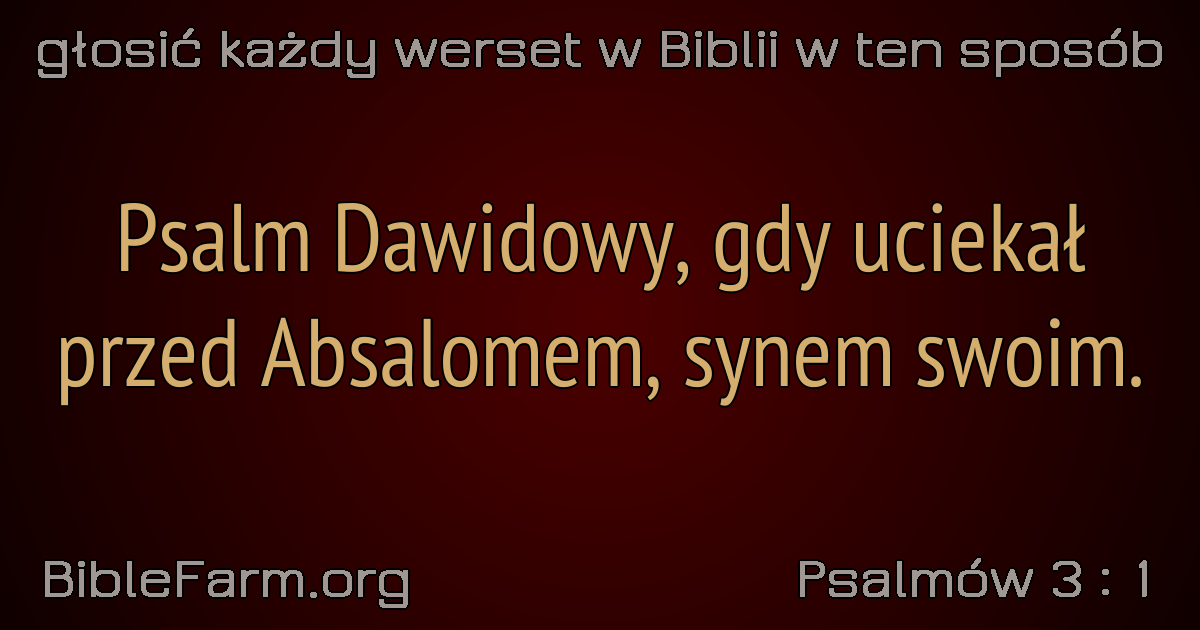 głosić każdy werset w Biblii w ten sposób
Psalm Dawidowy, gdy uciekał
przed Absalomem, synem swoim.
BibleFarm.org
Psalmów 3 : 1